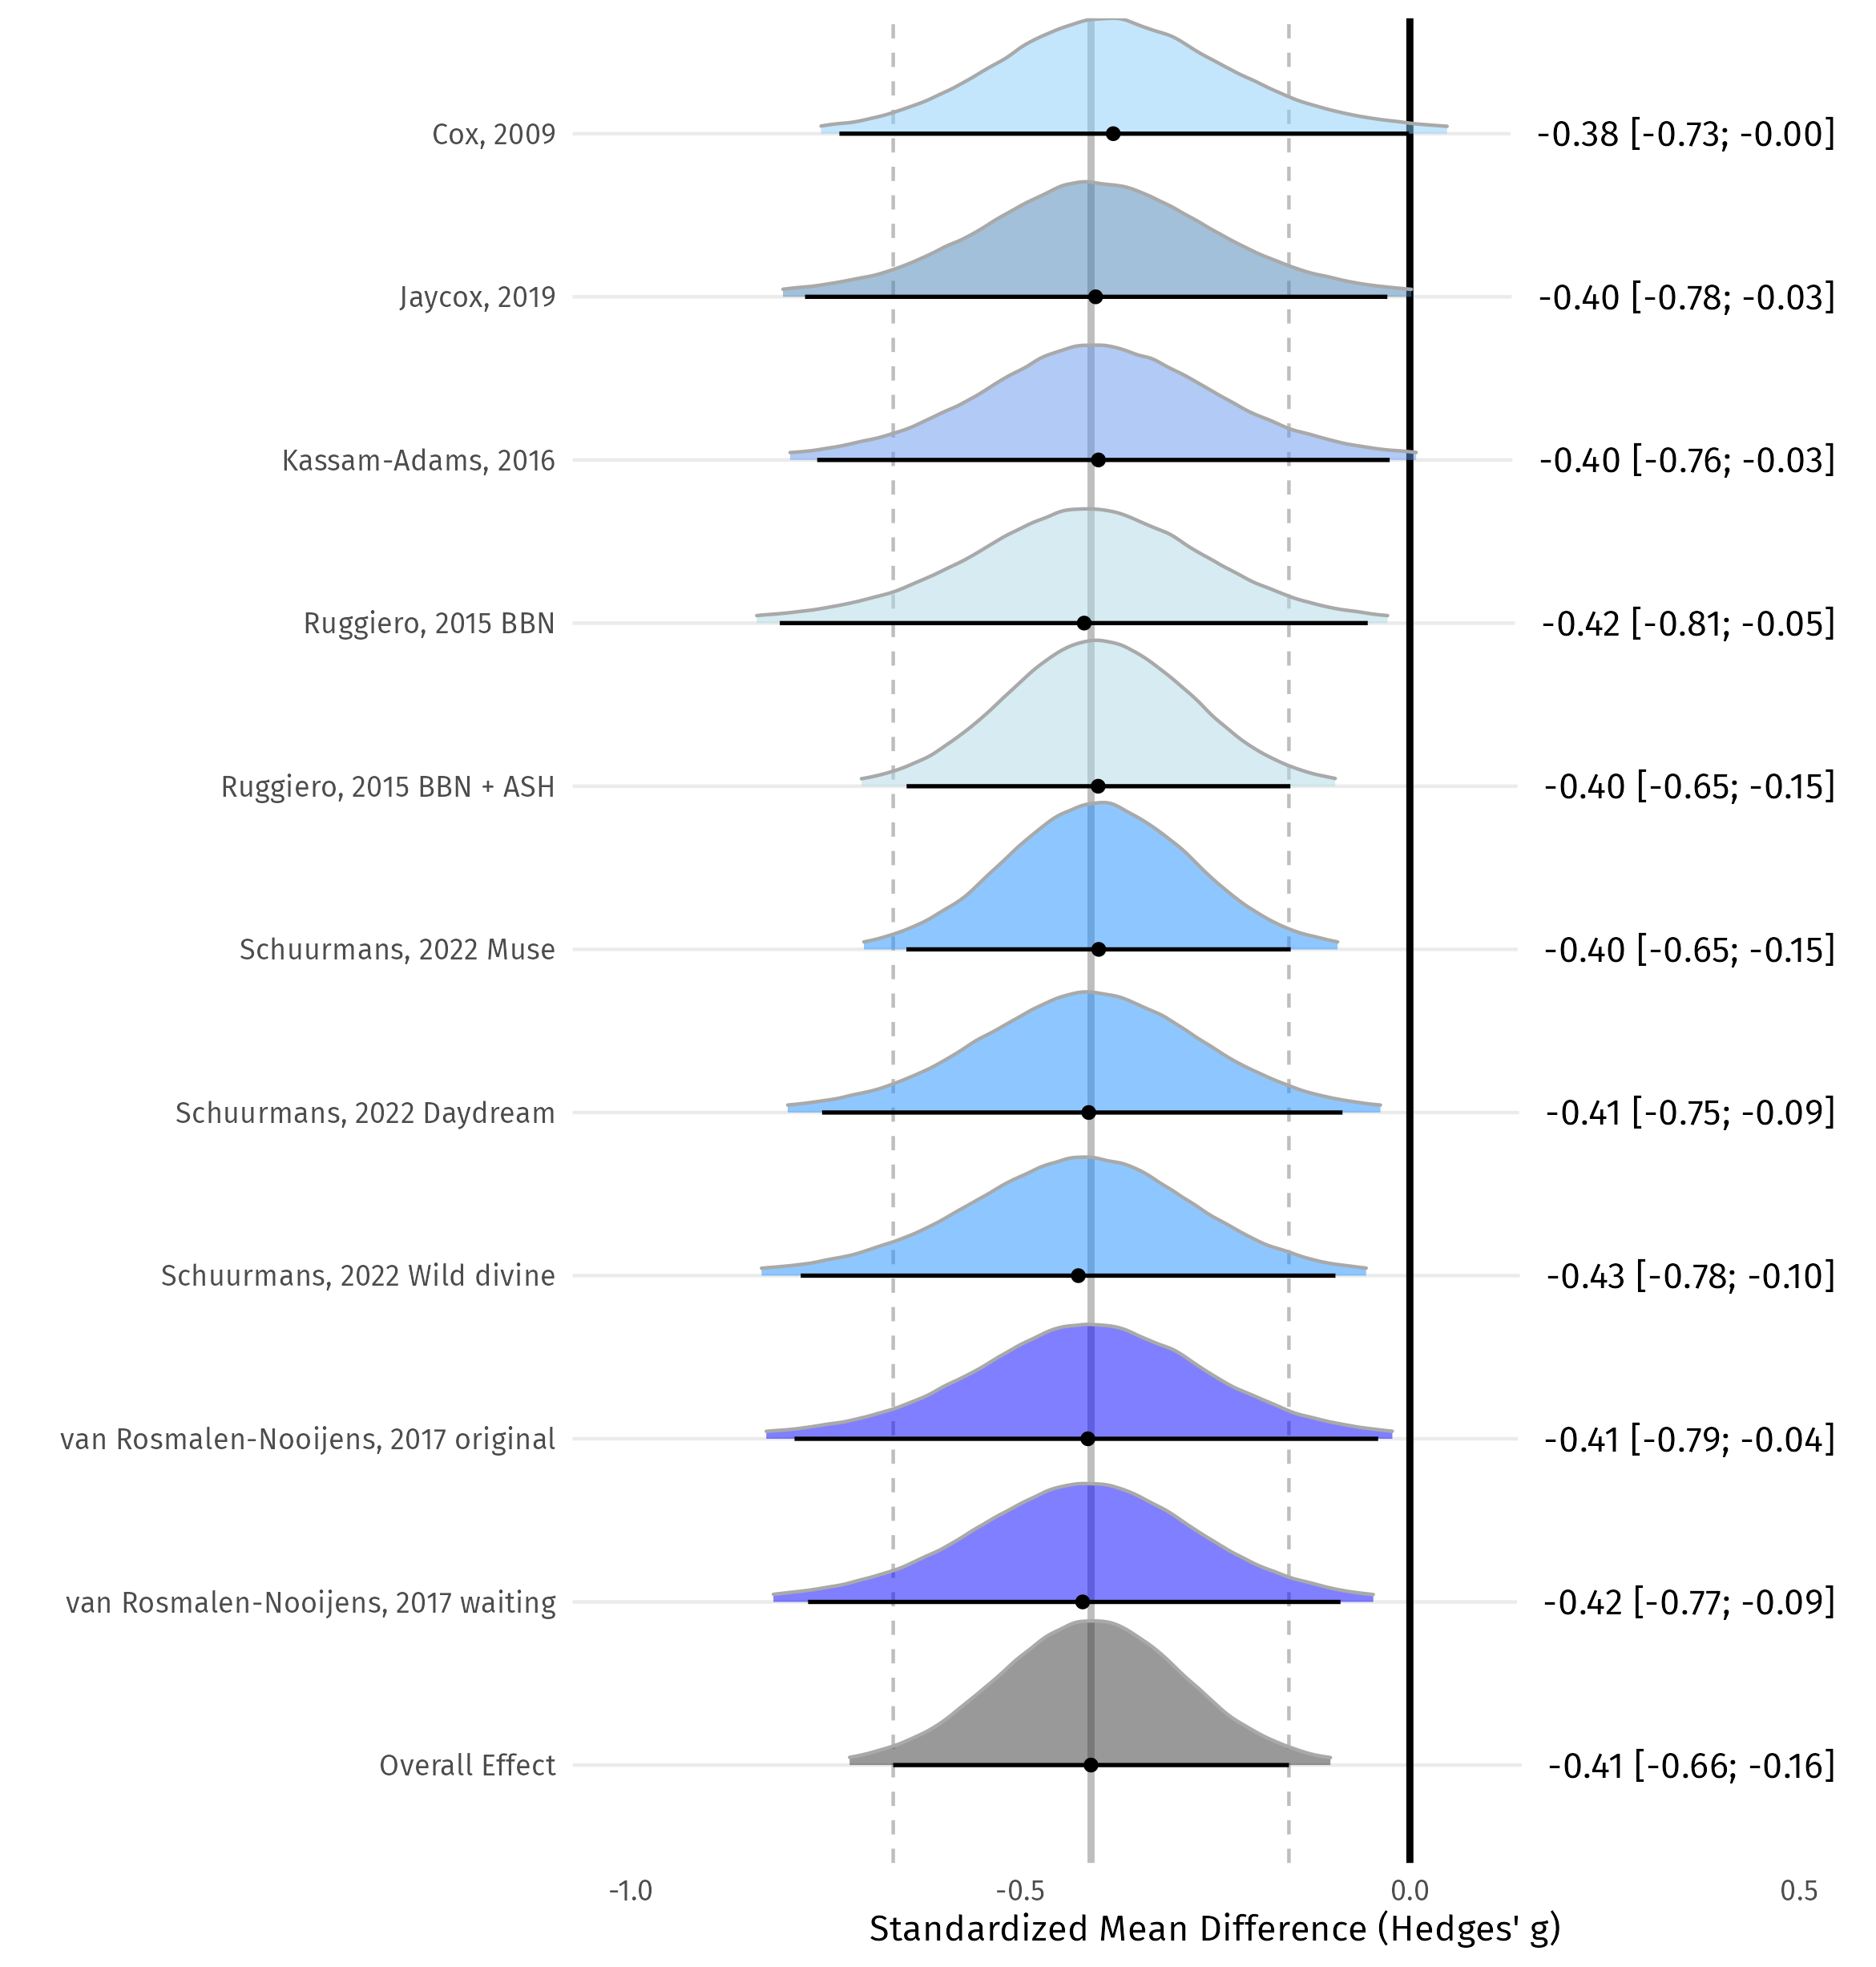 Cox, 2009 -0.38 [-0.73; -0.00]
Jaycox, 2019 -0.40 [-0.78; -0.03]
Kassam-Adams, 2016 -0.40 [-0.76; -0.03]
Ruggiero, 2015 BBN -0.42 [-0.81; -0.05]
Ruggiero, 2015 BBN + ASH -0.40 [-0.65; -0.15]
Schuurmans, 2022 Muse -0.40 [-0.65; -0.15]
Schuurmans, 2022 Daydream -0.41 [-0.75; -0.09]
Schuurmans, 2022 Wild divine -0.43 [-0.78; -0.10]
van Rosmalen-Nooijens, 2017 original -0.41 [-0.79; -0.04]
van Rosmalen-Nooijens, 2017 waiting -0.42 [-0.77; -0.09]
Overall Effect -0.41 [-0.66; -0.16]
-1.0 -0.5 0.0 0.5
Standardized Mean Difference (Hedges' g)